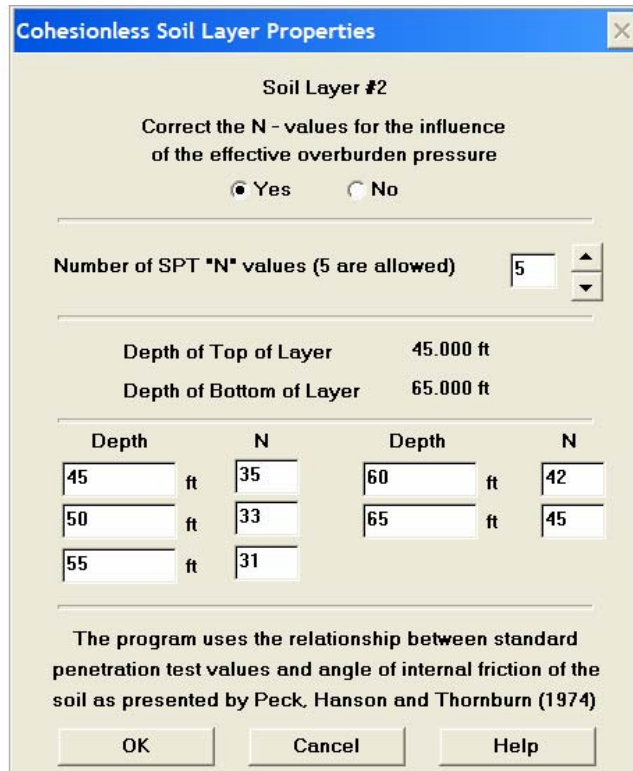 Cohesionless Soil Layer Properties
Soil Layer #2
Correct the N - values for the influence
of the effective overburden pressure
Yes No
Number of SPT "N" values (5 are allowed) 5
Depth of Top of Layer 45.000 ft
Depth of Bottom of Layer 65.000 ft
Depth N Depth N
45 ft 35 60 ft 42
50 ft 33 65 ft 45
55 ft 31
The program uses the relationship between standard
penetration test values and angle of internal friction of the
soil as presented by Peck, Hanson and Thornburn (1974)
OK Cancel Help